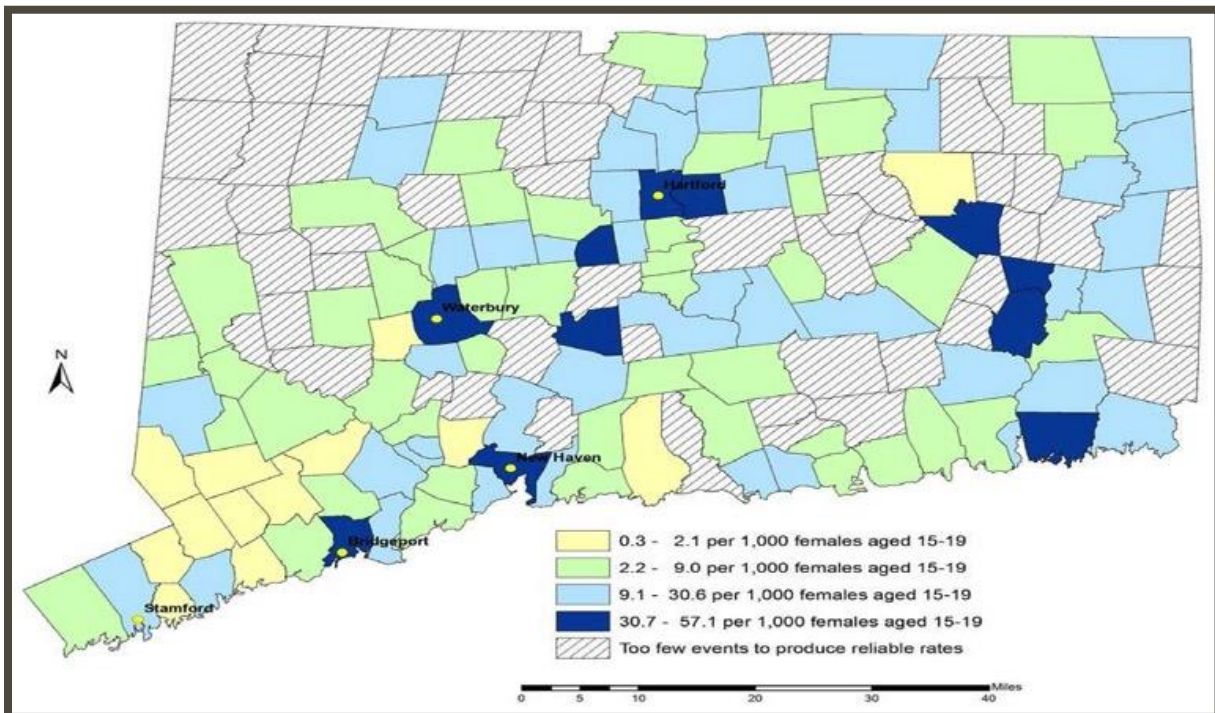 Hartford
Waterbury
N
New Haven
Bridgeport
Stamford
0.3 - 2.1 per 1,000 females aged 15-19
2.2 - 9.0 per 1,000 females aged 15-19
9.1 - 30.6 per 1,000 females aged 15-19
30.7 - 57.1 per 1,000 females aged 15-19
Too few events to produce reliable rates
Miles
0 5 10 20 30 40